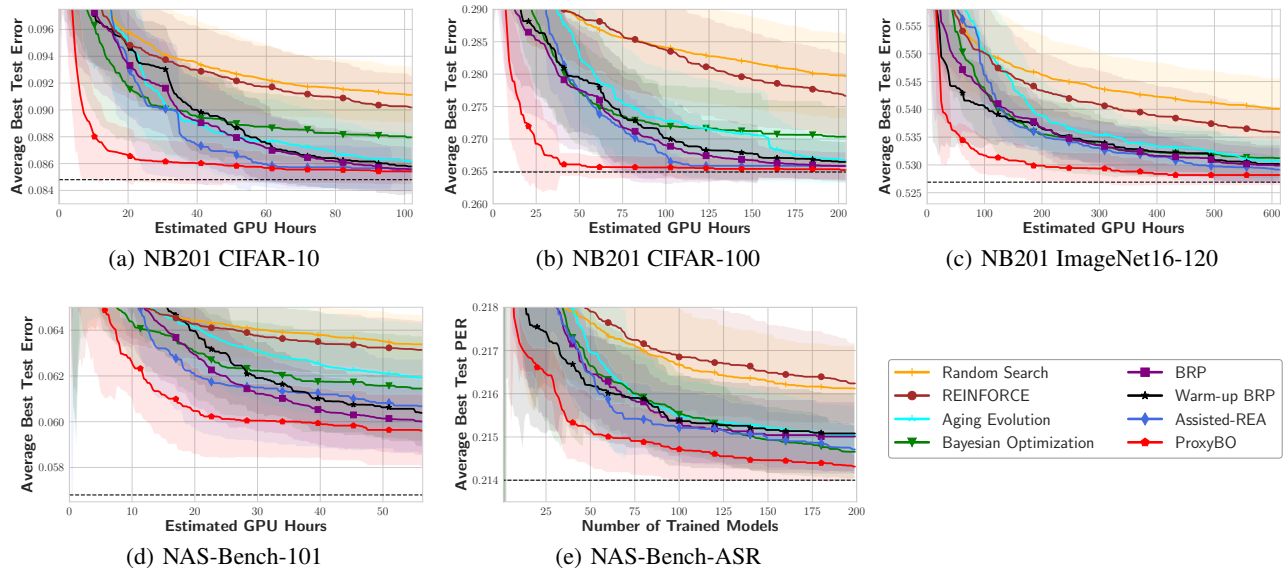 Average Best Test Error
0.096
0.094
0.092
0.090
0.088
0.086
0.084
0 20 40 60 80 100
Estimated GPU Hours
(a) NB201 CIFAR-10
Average Best Test Error
0.290
0.285
0.280
0.275
0.270
0.265
0.260
0 25 50 75 100 125 150 175 200
Estimated GPU Hours
(b) NB201 CIFAR-100
Average Best Test Error
0.555
0.550
0.545
0.540
0.535
0.530
0.525
0 100 200 300 400 500 600
Estimated GPU Hours
(c) NB201 ImageNet16-120
Average Best Test Error
0.064
0.062
0.060
0.058
0 10 20 30 40 50
Estimated GPU Hours
(d) NAS-Bench-101
Average Best Test PER
0.218
0.217
0.216
0.215
0.214
25 50 75 100 125 150 175 200
Number of Trained Models
(e) NAS-Bench-ASR
Random Search
REINFORCE
Aging Evolution
Bayesian Optimization
BRP
Warm-up BRP
Assisted-REA
ProxyBO